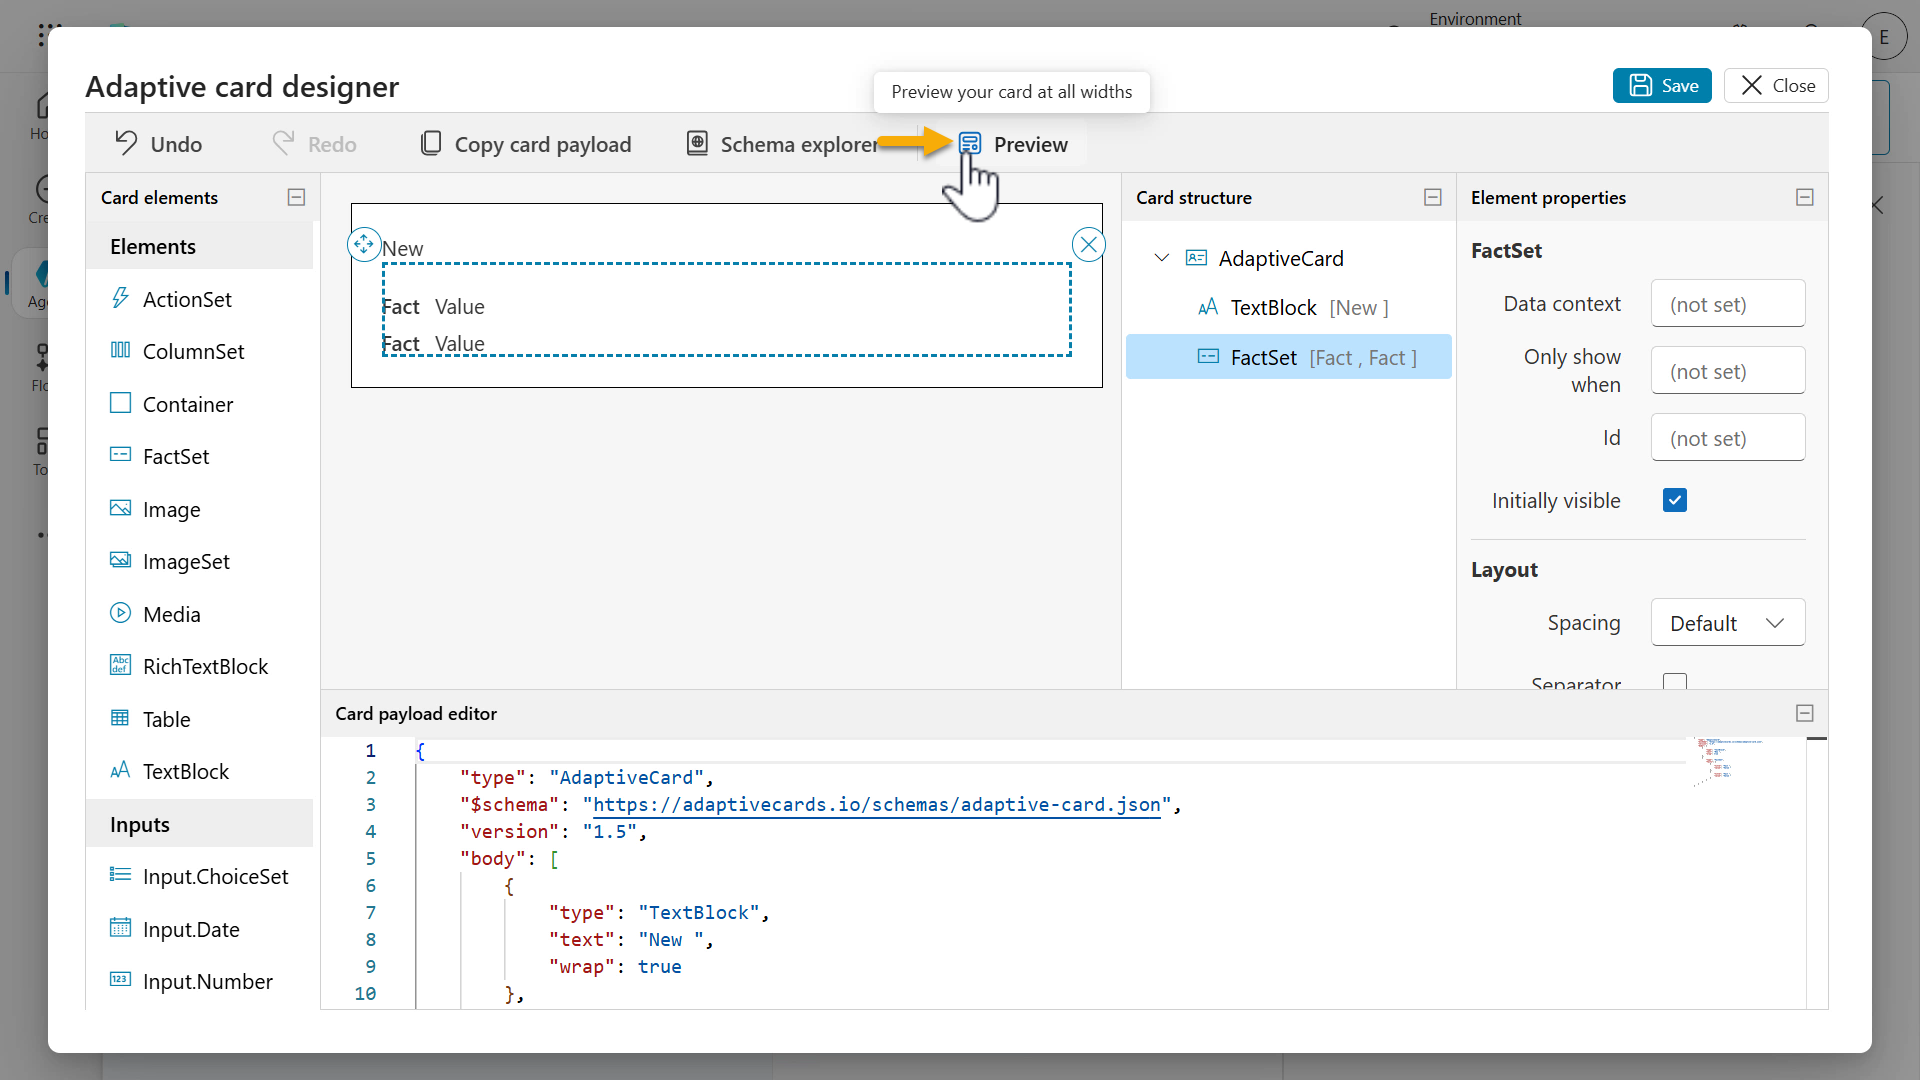 Environment
E
Adaptive card designer
Preview your card at all widths
Save
Close
Undo
Redo
Copy card payload
Schema explorer
Preview
Card elements
Elements
ActionSet
ColumnSet
Container
FactSet
Image
ImageSet
Media
RichTextBlock
Table
TextBlock
Inputs
Input.ChoiceSet
Input.Date
Input.Number
New
Fact Value
Fact Value
Card structure
AdaptiveCard
TextBlock [New ]
FactSet [Fact , Fact ]
Element properties
FactSet
Data context (not set)
Only show when (not set)
Id (not set)
Initially visible
Layout
Spacing Default
Separator
Card payload editor
1 {
2 "type": "AdaptiveCard",
3 "$schema": "https://adaptivecards.io/schemas/adaptive-card.json",
4 "version": "1.5",
5 "body": [
6 {
7 "type": "TextBlock",
8 "text": "New ",
9 "wrap": true
10 },